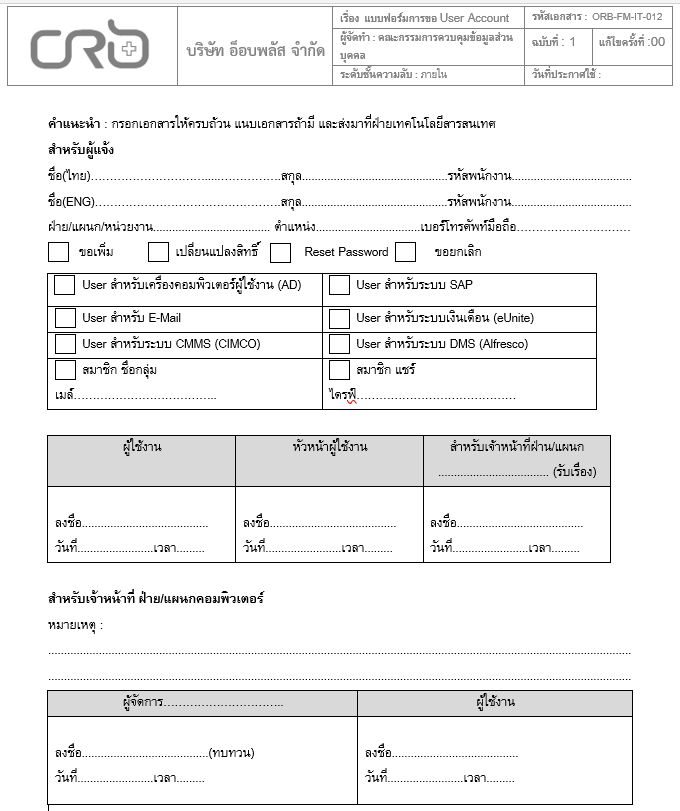 ORb
บริษัท อ็อบพลัส จำกัด
เรื่อง แบบฟอร์มการขอ User Account
รหัสเอกสาร : ORB-FM-IT-012
ผู้จัดทำ : คณะกรรมการควบคุมข้อมูลส่วน
บุคคล
ฉบับที่ : 1 แก้ไขครั้งที่ :00
ระดับชั้นความลับ : ภายใน
วันที่ประกาศใช้ :
คำแนะนำ : กรอกเอกสารให้ครบถ้วน แนบเอกสารถ้ามี และส่งมาที่ฝ่ายเทคโนโลยีสารสนเทศ
สำหรับผู้แจ้ง
ชื่อ(ไทย)................................................สกุล....................................รหัสพนักงาน..............................
ชื่อ(ENG)................................................สกุล....................................รหัสพนักงาน..............................
ฝ่าย/แผนก/หน่วยงาน.............................. ตำแหน่ง....................................เบอร์โทรศัพท์มือถือ..............................
ขอเพิ่ม เปลี่ยนแปลงสิทธิ์ Reset Password ขอยกเลิก
User สำหรับเครื่องคอมพิวเตอร์ผู้ใช้งาน (AD) User สำหรับระบบ SAP
User สำหรับ E-Mail User สำหรับระบบเงินเดือน (eUnite)
User สำหรับระบบ CMMS (CIMCO) User สำหรับระบบ DMS (Alfresco)
สมาชิก ชื่อกลุ่ม สมาชิก แชร์
เมล์.................................... ไดรฟ์........................................
ผู้ใช้งาน หัวหน้าผู้ใช้งาน สำหรับเจ้าหน้าที่ฝ่าย/แผนก
.............................. (รับเรื่อง)
ลงชื่อ.................................. ลงชื่อ.................................. ลงชื่อ..................................
วันที่....................เวลา......... วันที่....................เวลา......... วันที่....................เวลา.........
สำหรับเจ้าหน้าที่ ฝ่าย/แผนกคอมพิวเตอร์
หมายเหตุ :
ผู้จัดการ.............................. ผู้ใช้งาน
ลงชื่อ..................................(ทบทวน) ลงชื่อ..................................
วันที่....................เวลา......... วันที่....................เวลา.........